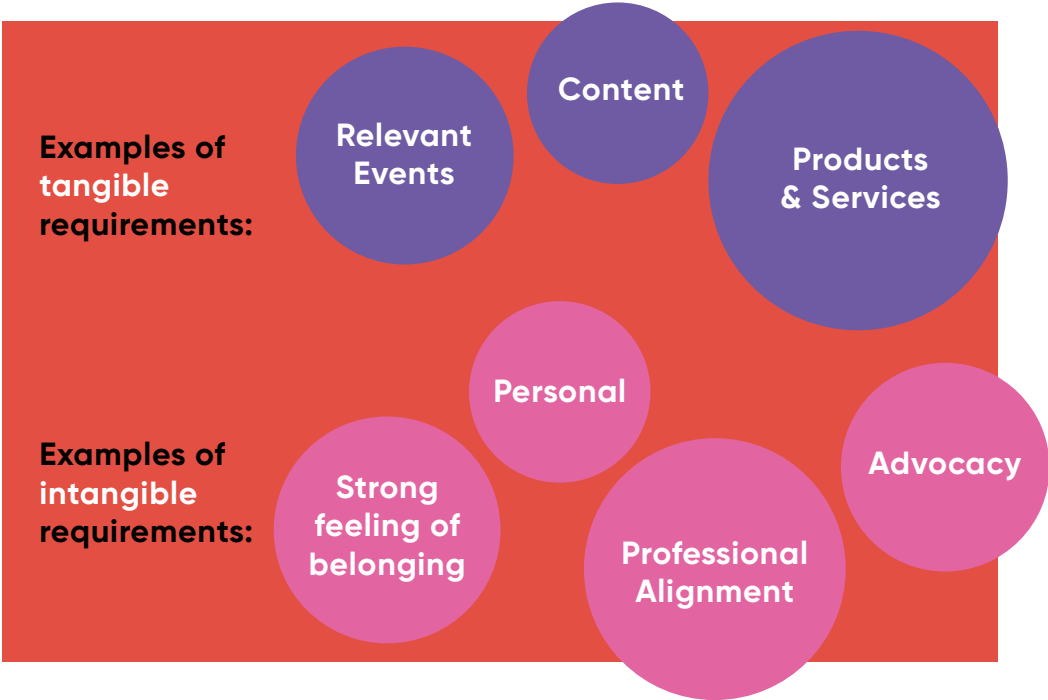 Examples of
tangible
requirements:
Relevant
Events
Content
Products
& Services
Examples of
intangible
requirements:
Strong
feeling of
belonging
Personal
Professional
Alignment
Advocacy